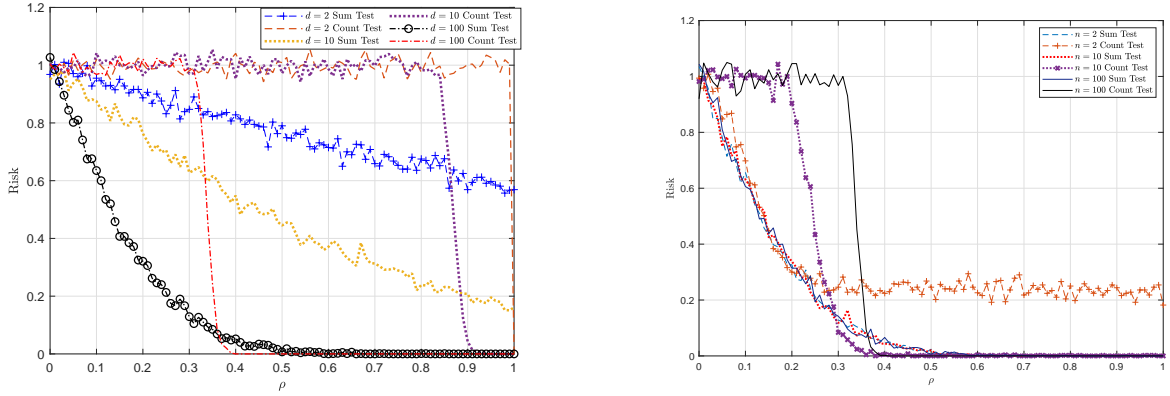 1.2
d = 2 Sum Test
d = 2 Count Test
d = 10 Sum Test
d = 10 Count Test
d = 100 Sum Test
d = 100 Count Test
1
0.8
0.6
0.4
0.2
0
Risk
0 0.1 0.2 0.3 0.4 0.5 0.6 0.7 0.8 0.9 1
ρ
1.2
n = 2 Sum Test
n = 2 Count Test
n = 10 Sum Test
n = 10 Count Test
n = 100 Sum Test
n = 100 Count Test
1
0.8
0.6
0.4
0.2
0
Risk
0 0.1 0.2 0.3 0.4 0.5 0.6 0.7 0.8 0.9 1
ρ